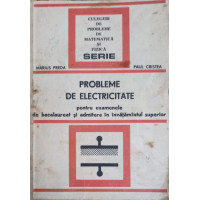 CULEGERE
DE
PROBLEME
DE
MATEMATICĂ
ȘI
FIZICĂ
SERIE
MARIUS PREDA
PAUL CRISTEA
PROBLEME
DE ELECTRICITATE
pentru examenele
de bacalaureat și admitere în învățămîntul superior